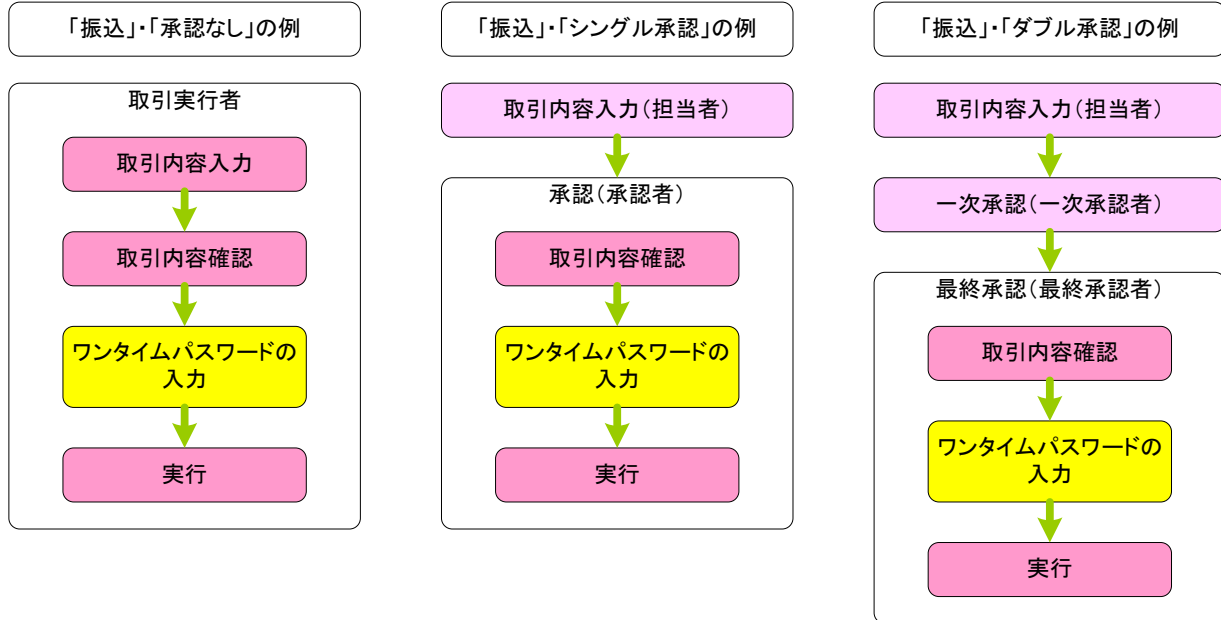 「振込」・「承認なし」の例
取引実行者
取引内容入力
取引内容確認
ワンタイムパスワードの
入力
実行
「振込」・「シングル承認」の例
取引内容入力（担当者）
承認（承認者）
取引内容確認
ワンタイムパスワードの
入力
実行
「振込」・「ダブル承認」の例
取引内容入力（担当者）
一次承認（一次承認者）
最終承認（最終承認者）
取引内容確認
ワンタイムパスワードの
入力
実行